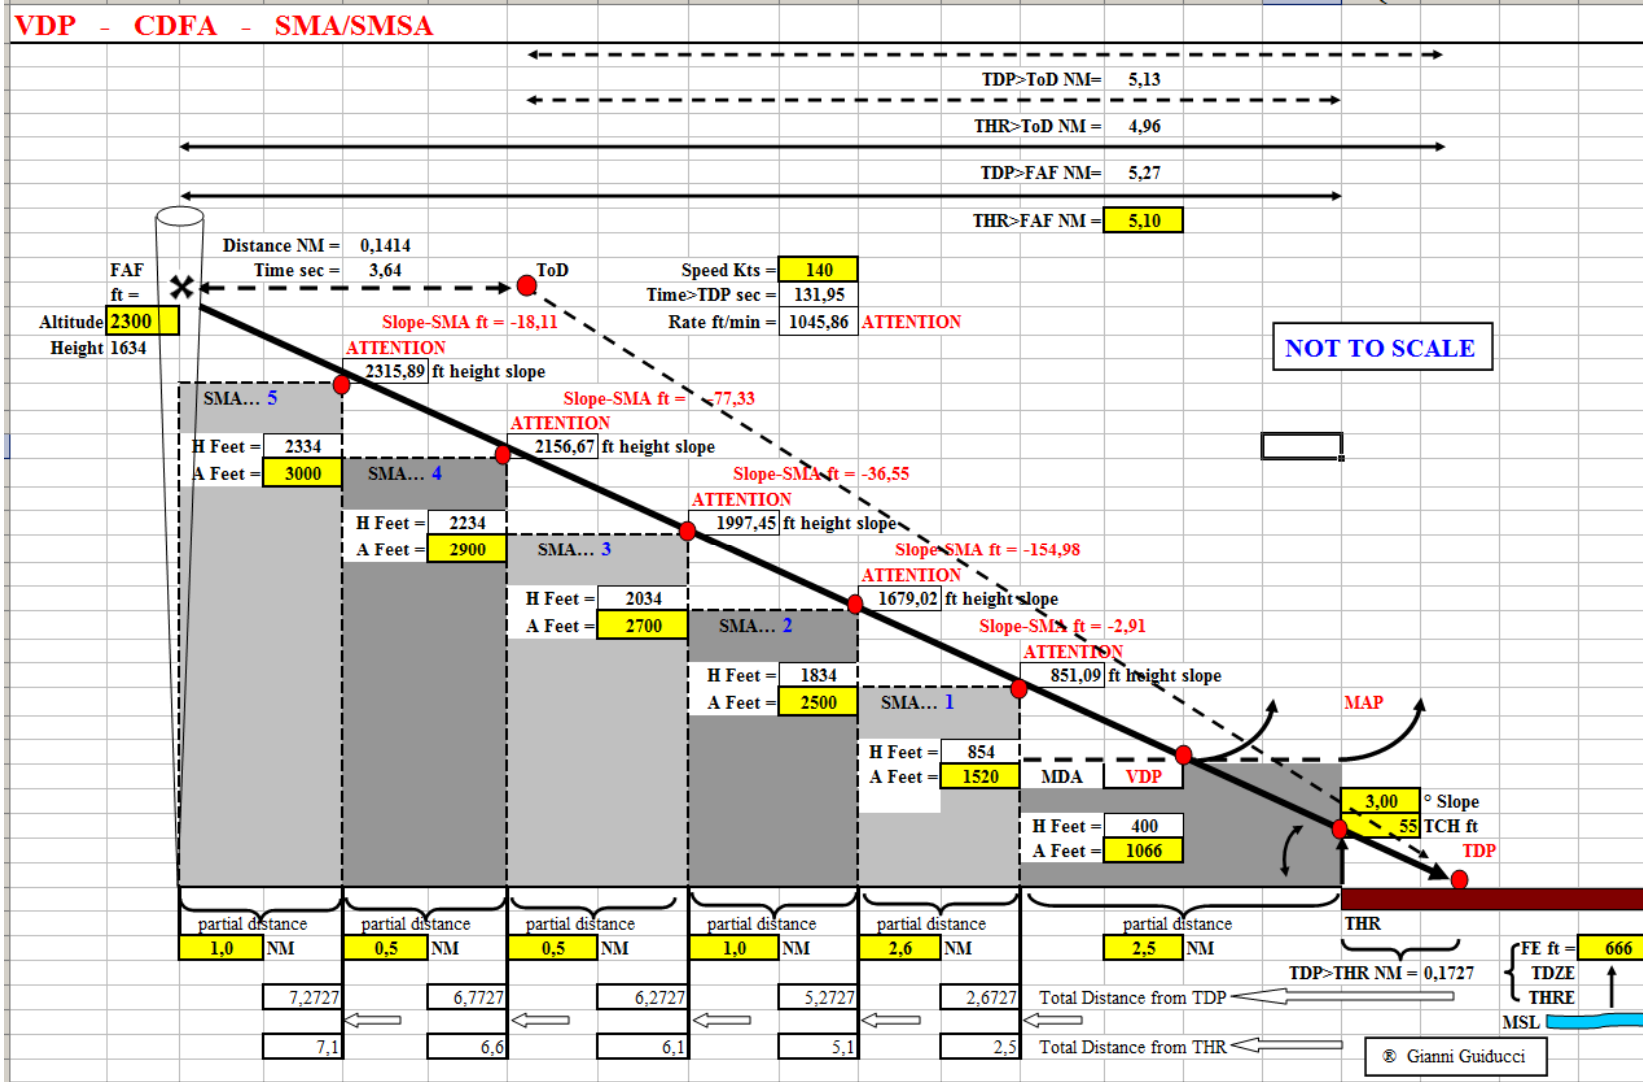 VDP - CDFA - SMA/SMSA
TDP>ToD NM= 5,13
THR>ToD NM = 4,96
TDP>FAF NM= 5,27
THR>FAF NM = 5,10
Distance NM = 0,1414
FAF Time sec = 3,64 ToD Speed Kts = 140
ft = Time>TDP sec = 131,95
Altitude 2300 Slope-SMA ft = -18,11 Rate ft/min = 1045,86 ATTENTION
Height 1634 ATTENTION NOT TO SCALE
2315,89 ft height slope
SMA... 5 Slope-SMA ft = -77,33
ATTENTION
H Feet = 2334 2156,67 ft height slope
A Feet = 3000 SMA... 4 Slope-SMA ft = -36,55
ATTENTION
H Feet = 2234 1997,45 ft height slope
A Feet = 2900 SMA... 3 Slope-SMA ft = -154,98
ATTENTION
H Feet = 2034 1679,02 ft height slope
A Feet = 2700 SMA... 2 Slope-SMA ft = -2,91
ATTENTION
H Feet = 1834 851,09 ft height slope
A Feet = 2500 SMA... 1 MAP
H Feet = 854
A Feet = 1520 MDA VDP
3,00 ° Slope
H Feet = 400 55 TCH ft
A Feet = 1066 TDP
partial distance partial distance partial distance partial distance partial distance partial distance THR
1,0 NM 0,5 NM 0,5 NM 1,0 NM 2,6 NM 2,5 NM FE ft = 666
TDP>THR NM = 0,1727 TDZE
7,2727 6,7727 6,2727 5,2727 2,6727 Total Distance from TDP THRE
MSL
7,1 6,6 6,1 5,1 2,5 Total Distance from THR
® Gianni Guiducci